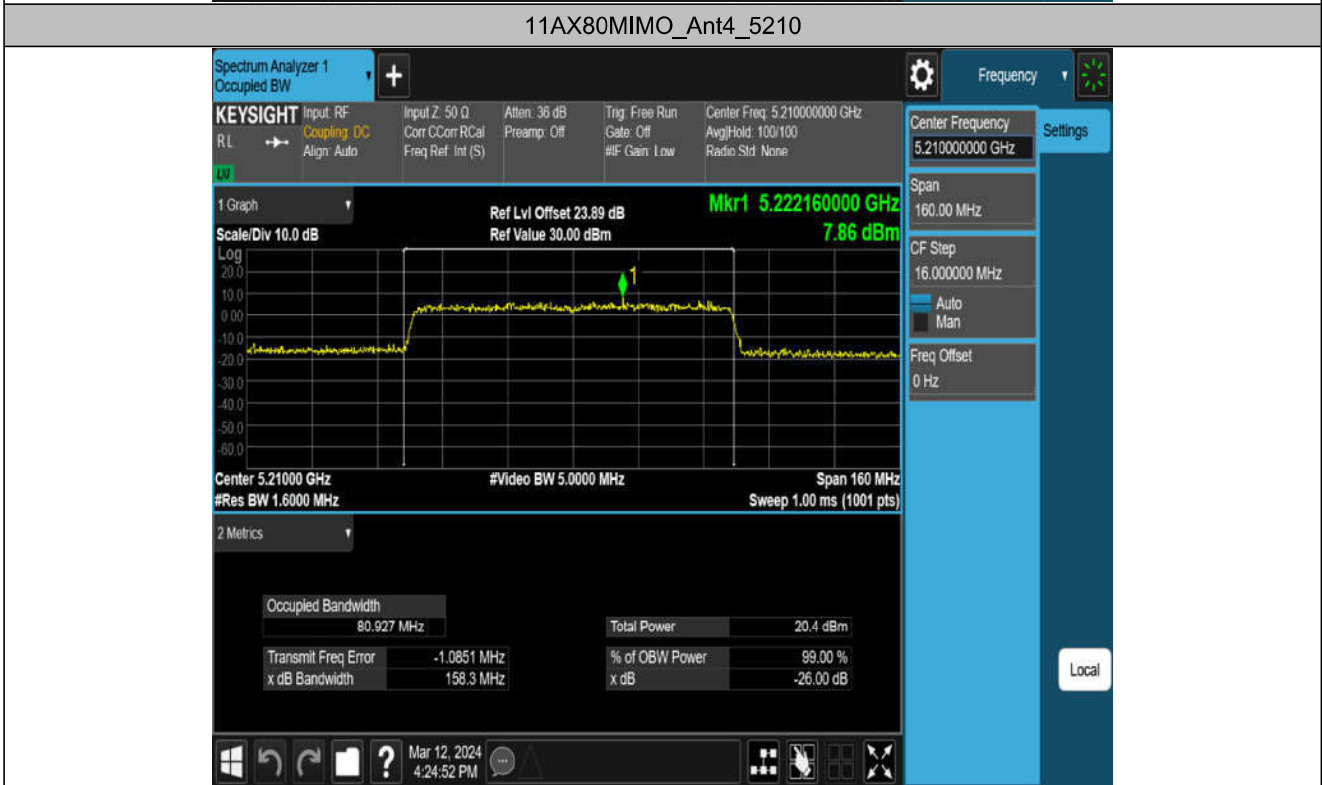 11AX80MIMO_Ant4_5210
Spectrum Analyzer 1
Occupied BW
Frequency
KEYSIGHT
Input: RF
Input Z: 50 Ω
Atten: 36 dB
Trig: Free Run
Center Freq: 5.210000000 GHz
RL
Coupling: DC
Corr CCorr RCal
Preamp: Off
Gate: Off
Avg|Hold: 100/100
Align: Auto
Freq Ref: Int (S)
#IF Gain: Low
Radio Std: None
LXI
Center Frequency
5.210000000 GHz
Settings
Span
160.00 MHz
CF Step
16.000000 MHz
Auto
Man
Freq Offset
0 Hz
1 Graph
Ref Lvl Offset 23.89 dB
Mkr1 5.222160000 GHz
Scale/Div 10.0 dB
Ref Value 30.00 dBm
7.86 dBm
Log
20.0
10.0
0.00
-10.0
-20.0
-30.0
-40.0
-50.0
-60.0
1
Center 5.21000 GHz
#Video BW 5.0000 MHz
Span 160 MHz
#Res BW 1.6000 MHz
Sweep 1.00 ms (1001 pts)
2 Metrics
Occupied Bandwidth
80.927 MHz
Total Power 20.4 dBm
Transmit Freq Error -1.0851 MHz
% of OBW Power 99.00 %
x dB Bandwidth 158.3 MHz
x dB -26.00 dB
Local
?
Mar 12, 2024
4:24:52 PM